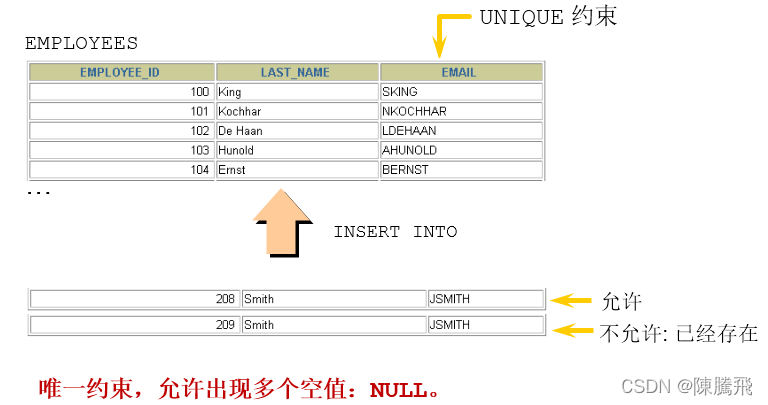 UNIQUE 约束
EMPLOYEES
EMPLOYEE_ID LAST_NAME EMAIL
100 King SKING
101 Kochhar NKOCHHAR
102 De Haan LDEHAAN
103 Hunold AHUNOLD
104 Ernst BERNST
...
INSERT INTO
208 Smith JSMITH 允许
209 Smith JSMITH 不允许: 已经存在
唯一约束，允许出现多个空值：NULL。
CSDN @陳騰飛